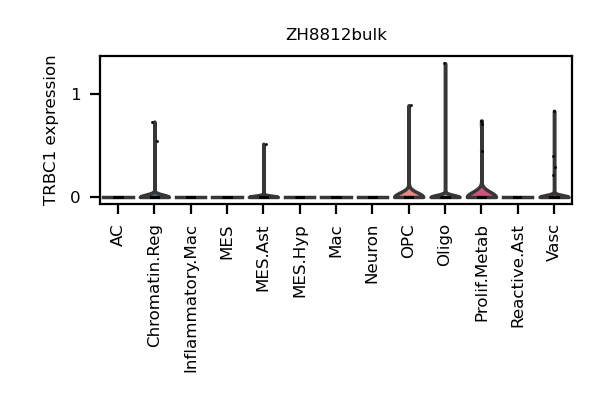 ZH8812bulk
TRBC1 expression
1
0
AC
Chromatin.Reg
Inflammatory.Mac
MES
MES.Ast
MES.Hyp
Mac
Neuron
OPC
Oligo
Prolif.Metab
Reactive.Ast
Vasc